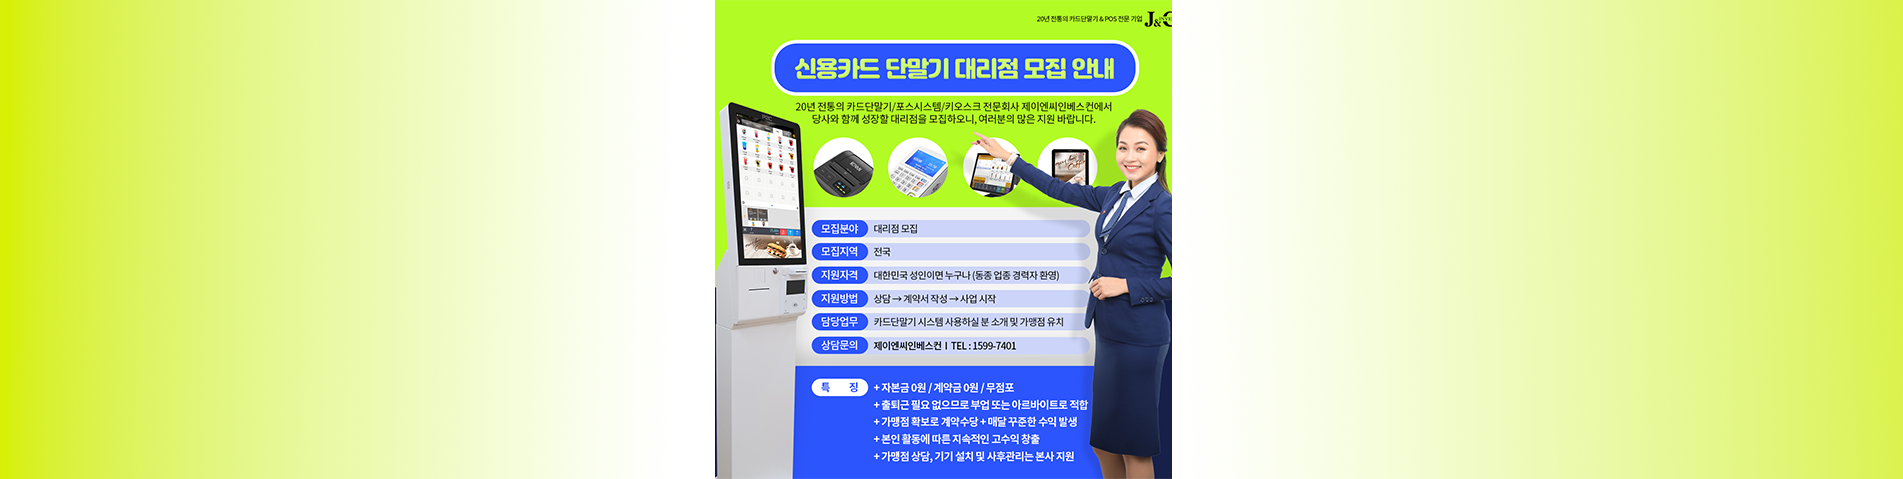 20년 전통의 카드단말기 & POS 전문 기업 J&C
신용카드 단말기 대리점 모집 안내
20년 전통의 카드단말기/포스시스템/키오스크 전문회사 제이엔씨인베스컨에서
당사와 함께 성장할 대리점을 모집하오니, 여러분의 많은 지원 바랍니다.
모집분야 대리점 모집
모집지역 전국
지원자격 대한민국 성인이면 누구나 (동종 업종 경력자 환영)
지원방법 상담 → 계약서 작성 → 사업 시작
담당업무 카드단말기 시스템 사용하실 분 소개 및 가맹점 유치
상담문의 제이엔씨인베스컨 I TEL : 1599-7401
특 징 + 자본금 0원 / 계약금 0원 / 무점포
+ 출퇴근 필요 없으므로 부업 또는 아르바이트로 적합
+ 가맹점 확보로 계약수당 + 매달 꾸준한 수익 발생
+ 본인 활동에 따른 지속적인 고수익 창출
+ 가맹점 상담, 기기 설치 및 사후관리는 본사 지원